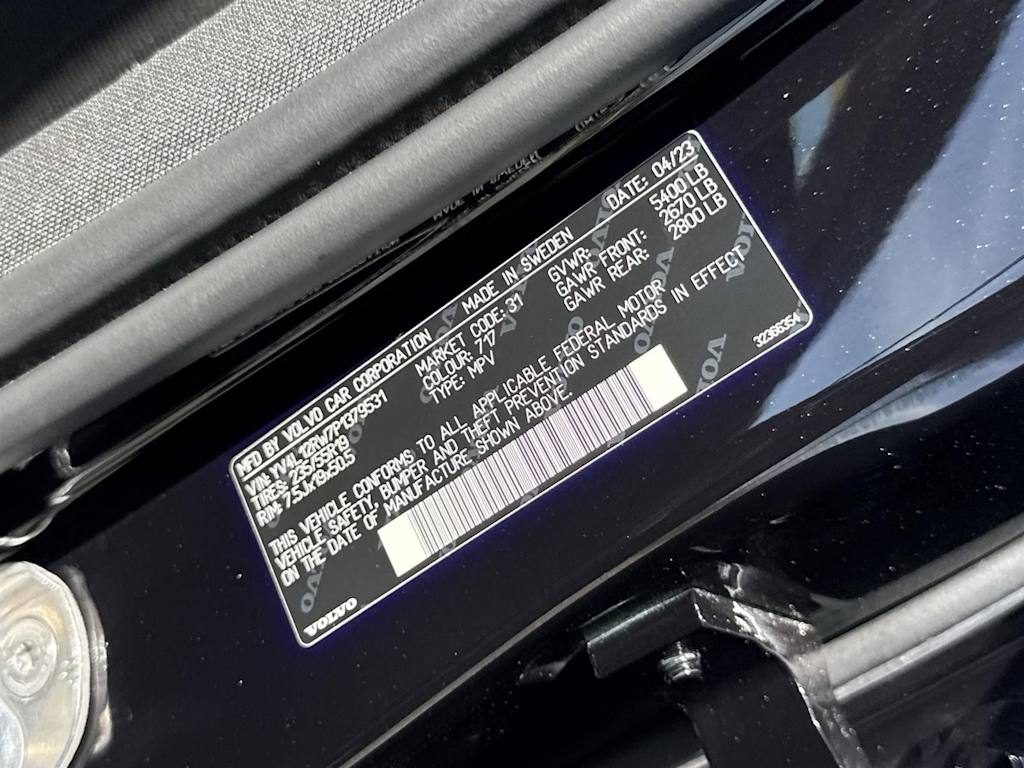 MFD BY VOLVO CAR CORPORATION MADE IN SWEDEN DATE: 04/23
VIN: YV4L12RW7P1379531 MARKET CODE: 31 GVWR: 5400 LB
TIRES: 235/55R19 COLOUR: 717 GAWR FRONT: 2670 LB
RIM: 7.5Jx19x50.5 TYPE: MPV GAWR REAR: 2800 LB
THIS VEHICLE CONFORMS TO ALL APPLICABLE FEDERAL MOTOR
VEHICLE SAFETY, BUMPER AND THEFT PREVENTION STANDARDS IN EFFECT
ON THE DATE OF MANUFACTURE SHOWN ABOVE.
VOLVO 32366354